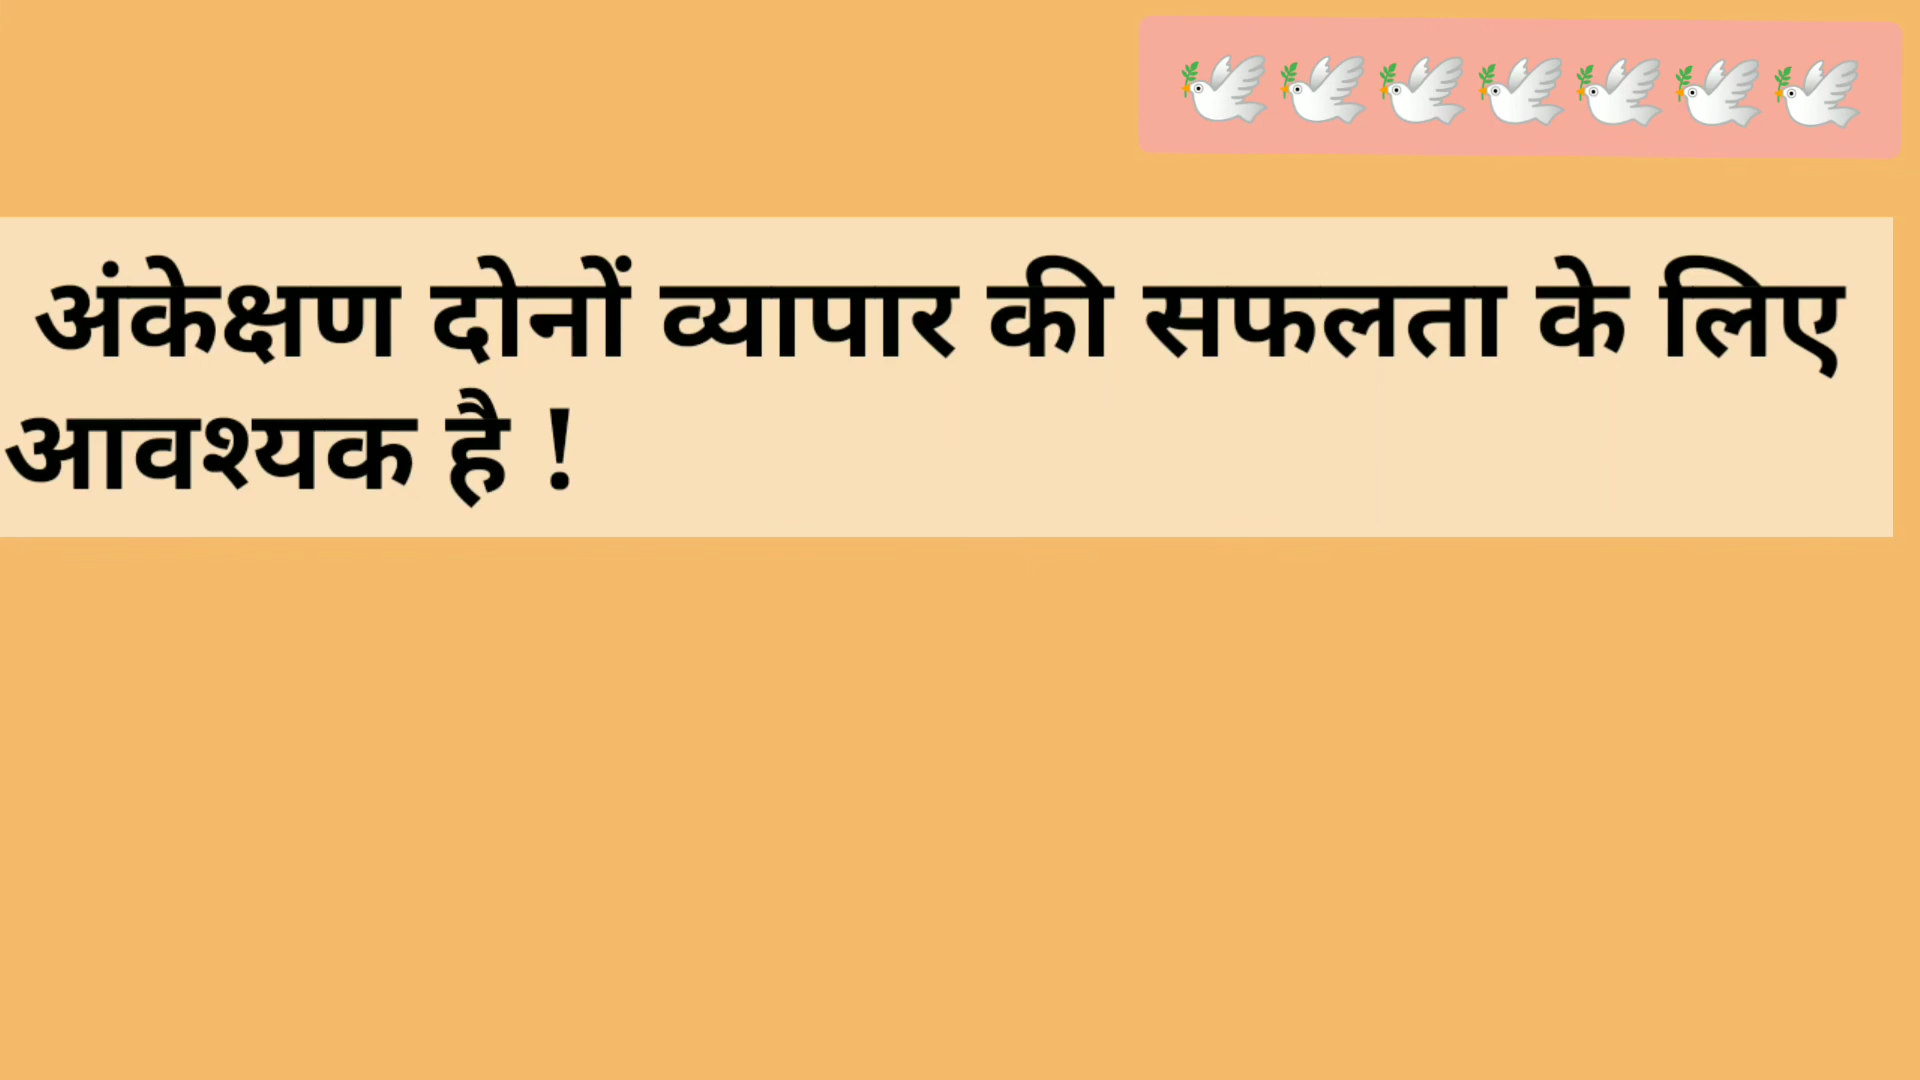 🕊️🕊️🕊️🕊️🕊️🕊️🕊️
अंकेक्षण दोनों व्यापार की सफलता के लिए
आवश्यक है !